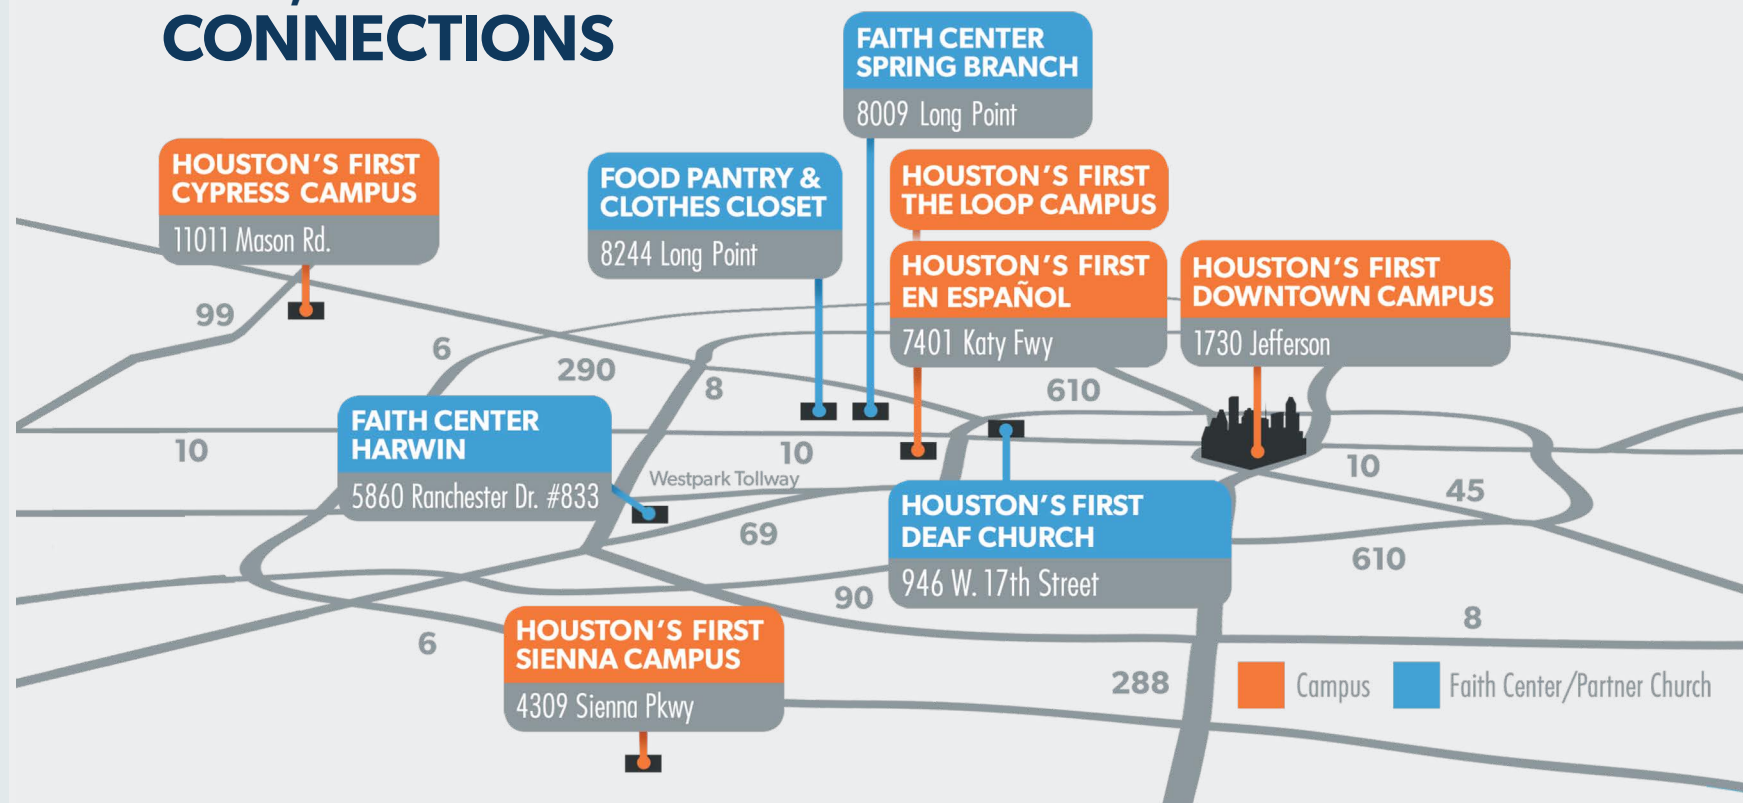 CONNECTIONS
FAITH CENTER
SPRING BRANCH
8009 Long Point
HOUSTON'S FIRST
CYPRESS CAMPUS
11011 Mason Rd.
FOOD PANTRY &
CLOTHES CLOSET
8244 Long Point
HOUSTON'S FIRST
THE LOOP CAMPUS
HOUSTON'S FIRST
EN ESPAÑOL
7401 Katy Fwy
HOUSTON'S FIRST
DOWNTOWN CAMPUS
1730 Jefferson
99
6
290
8
610
FAITH CENTER
HARWIN
5860 Ranchester Dr. #833
10
10
Westpark Tollway
69
10
45
HOUSTON'S FIRST
DEAF CHURCH
946 W. 17th Street
610
90
8
6
HOUSTON'S FIRST
SIENNA CAMPUS
4309 Sienna Pkwy
288
Campus
Faith Center/Partner Church